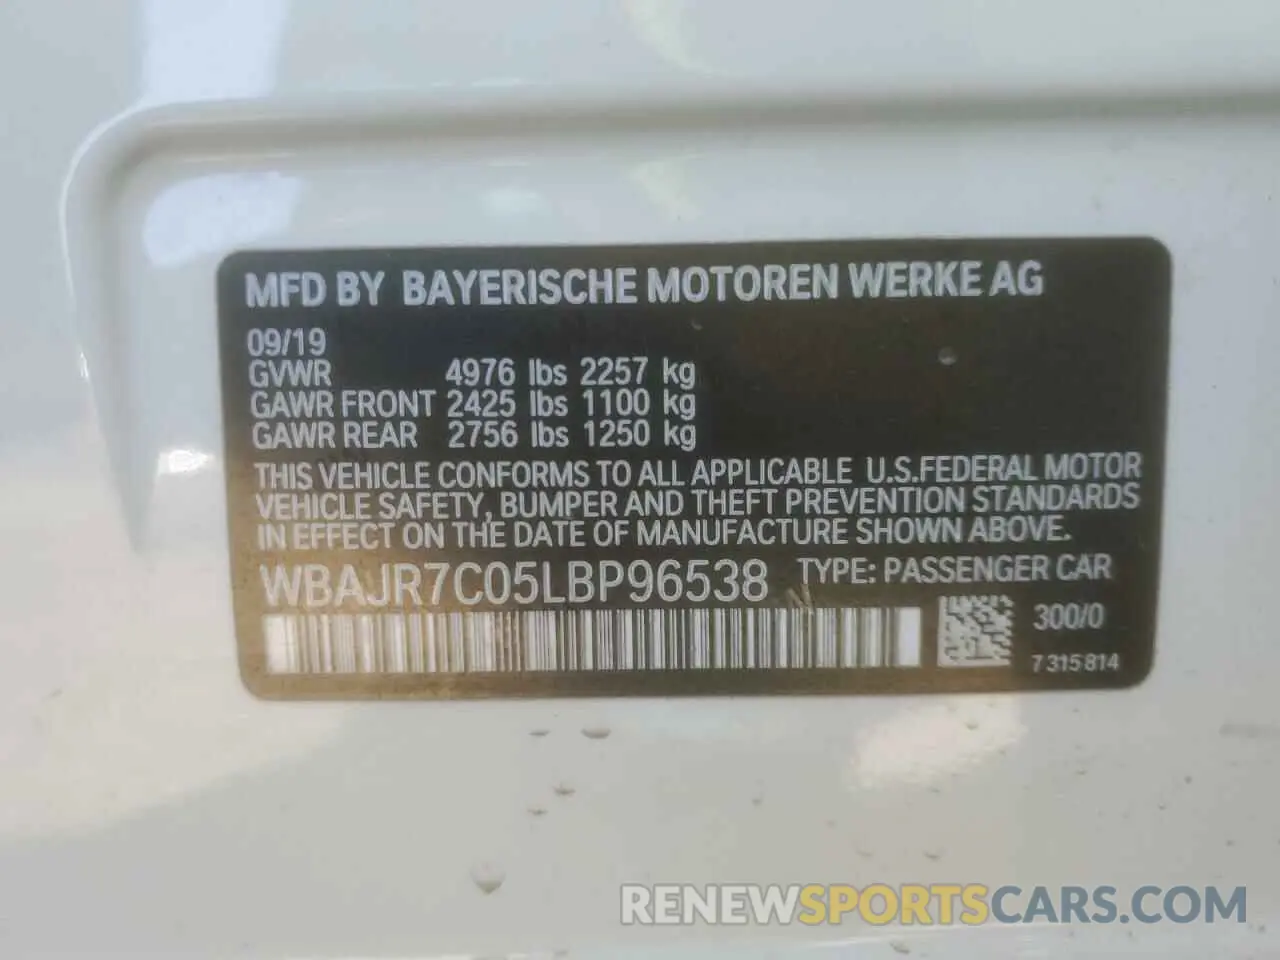 MFD BY BAYERISCHE MOTOREN WERKE AG
09/19
GVWR 4976 lbs 2257 kg
GAWR FRONT 2425 lbs 1100 kg
GAWR REAR 2756 lbs 1250 kg
THIS VEHICLE CONFORMS TO ALL APPLICABLE U.S.FEDERAL MOTOR
VEHICLE SAFETY, BUMPER AND THEFT PREVENTION STANDARDS
IN EFFECT ON THE DATE OF MANUFACTURE SHOWN ABOVE.
WBAJR7C05LBP96538 TYPE: PASSENGER CAR
300/0
7 315 814
RENEWSPORTSCARS.COM